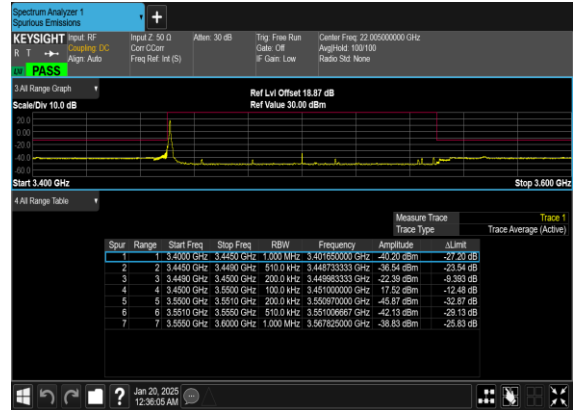 Spectrum Analyzer 1
Spurious Emissions
KEYSIGHT Input: RF Input Z: 50 Ω Atten: 30 dB Trig: Free Run Center Freq: 22.005000000 GHz
R T Coupling: DC Corr CCorr Gate: Off Avg|Hold: 100/100
Align: Auto Freq Ref: Int (S) IF Gain: Low Radio Std: None
PASS
3.All Range Graph
Ref Lvl Offset 18.87 dB
Scale/Div 10.0 dB Ref Value 30.00 dBm
20.0
0.00
-20.0
-40.0
-60.0
Start 3.400 GHz Stop 3.600 GHz
4.All Range Table
Measure Trace Trace 1
Trace Type Trace Average (Active)
Spur Range Start Freq Stop Freq RBW Frequency Amplitude ΔLimit
1 1 3.4000 GHz 3.4450 GHz 1.000 MHz 3.401650000 GHz -40.20 dBm -27.20 dB
2 2 3.4450 GHz 3.4490 GHz 510.0 kHz 3.448733333 GHz -36.54 dBm -23.54 dB
3 3 3.4490 GHz 3.4500 GHz 200.0 kHz 3.449983333 GHz -22.39 dBm -9.393 dB
4 4 3.4500 GHz 3.5500 GHz 100.0 kHz 3.451000000 GHz 17.52 dBm -12.48 dB
5 5 3.5500 GHz 3.5510 GHz 200.0 kHz 3.550970000 GHz -45.87 dBm -32.87 dB
6 6 3.5510 GHz 3.5550 GHz 510.0 kHz 3.551006667 GHz -42.13 dBm -29.13 dB
7 7 3.5550 GHz 3.6000 GHz 1.000 MHz 3.567825000 GHz -38.83 dBm -25.83 dB
Jan 20, 2025
12:36:05 AM